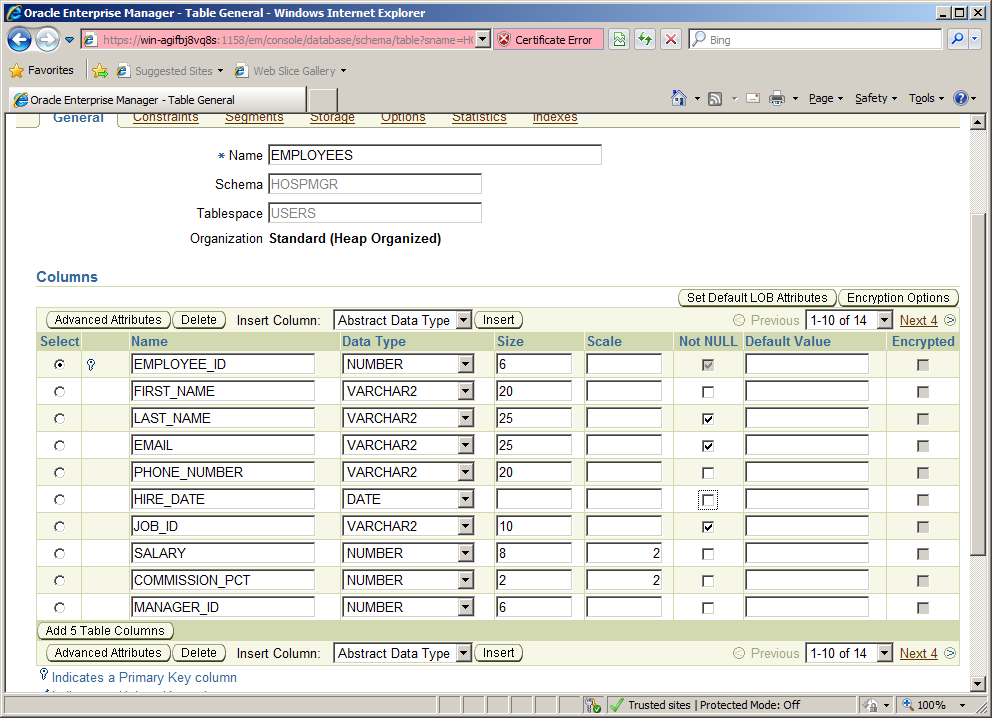 Oracle Enterprise Manager - Table General - Windows Internet Explorer
https://win-agifbj8vq8s:1158/em/console/database/schema/table?sname=H Certificate Error Bing
Favorites Suggested Sites Web Slice Gallery
Oracle Enterprise Manager - Table General Page Safety Tools
General Constraints Segments Storage Options Statistics Indexes
* Name EMPLOYEES
Schema HOSPMGR
Tablespace USERS
Organization Standard (Heap Organized)
Columns
Set Default LOB Attributes Encryption Options
Advanced Attributes Delete Insert Column: Abstract Data Type Insert Previous 1-10 of 14 Next 4
Select Name Data Type Size Scale Not NULL Default Value Encrypted
EMPLOYEE_ID NUMBER 6
FIRST_NAME VARCHAR2 20
LAST_NAME VARCHAR2 25
EMAIL VARCHAR2 25
PHONE_NUMBER VARCHAR2 20
HIRE_DATE DATE
JOB_ID VARCHAR2 10
SALARY NUMBER 8 2
COMMISSION_PCT NUMBER 2 2
MANAGER_ID NUMBER 6
Add 5 Table Columns
Advanced Attributes Delete Insert Column: Abstract Data Type Insert Previous 1-10 of 14 Next 4
Indicates a Primary Key column
Trusted sites | Protected Mode: Off 100%